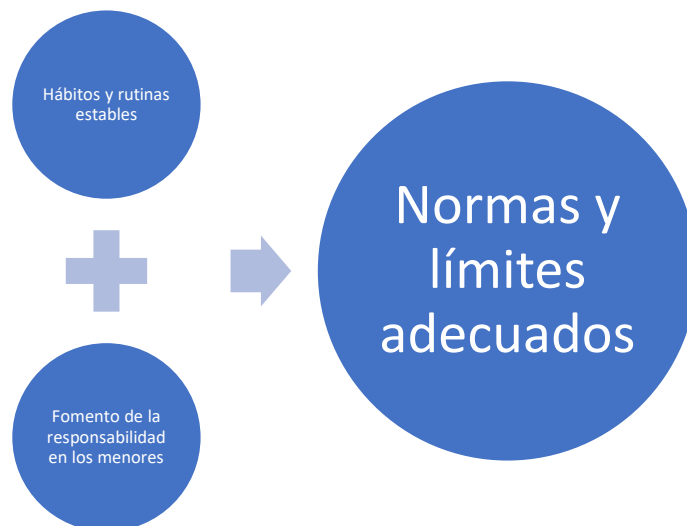 Hábitos y rutinas
estables
Fomento de la
responsabilidad
en los menores
Normas y
límites
adecuados